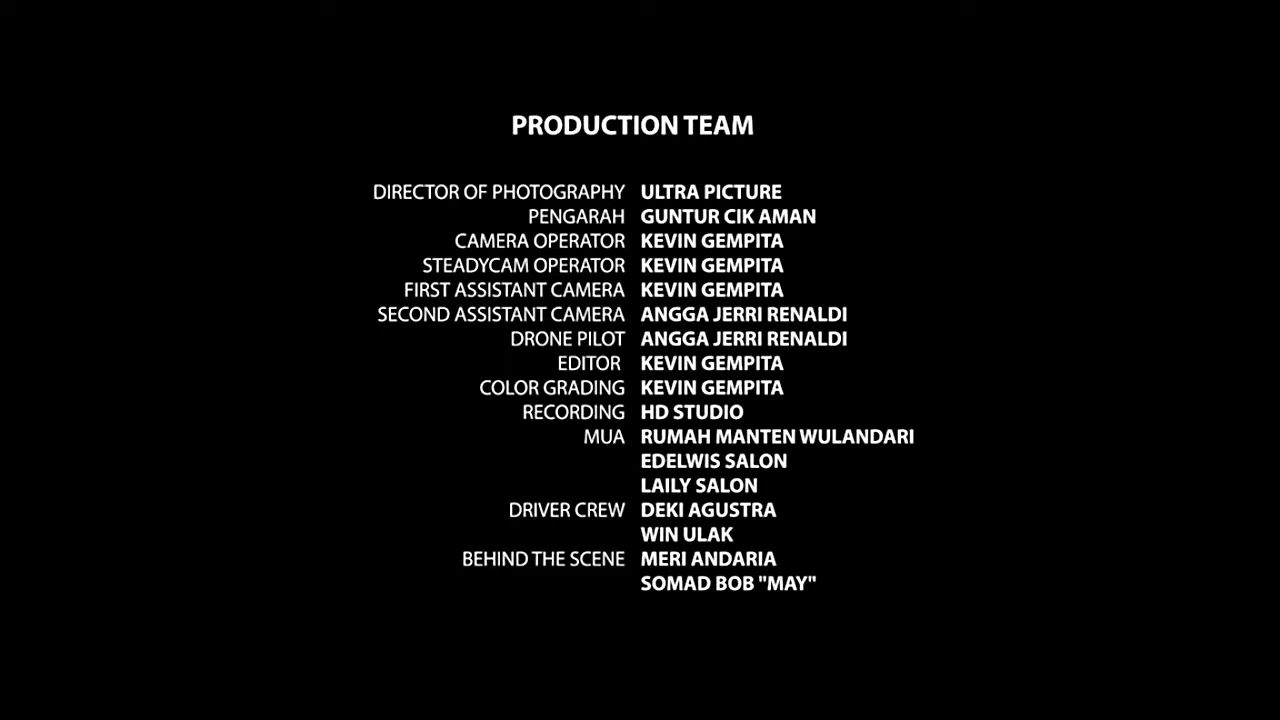 PRODUCTION TEAM
DIRECTOR OF PHOTOGRAPHY ULTRA PICTURE
PENGARAH GUNTUR CIK AMAN
CAMERA OPERATOR KEVIN GEMPITA
STEADYCAM OPERATOR KEVIN GEMPITA
FIRST ASSISTANT CAMERA KEVIN GEMPITA
SECOND ASSISTANT CAMERA ANGGA JERRI RENALDI
DRONE PILOT ANGGA JERRI RENALDI
EDITOR KEVIN GEMPITA
COLOR GRADING KEVIN GEMPITA
RECORDING HD STUDIO
MUA RUMAH MANTEN WULANDARI
EDELWIS SALON
LAILY SALON
DRIVER CREW DEKI AGUSTRA
WIN ULAK
BEHIND THE SCENE MERI ANDARIA
SOMAD BOB "MAY"